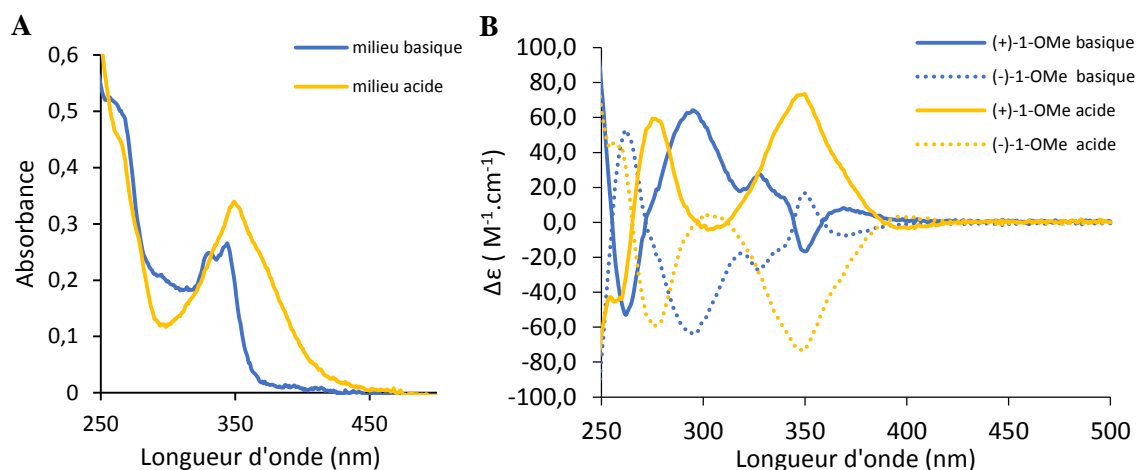 A
milieu basique
milieu acide
0,6
0,5
0,4
0,3
0,2
0,1
0
250
350
450
Absorbance
Longueur d'onde (nm)
B
(+)-1-OMe basique
(-)-1-OMe basique
(+)-1-OMe acide
(-)-1-OMe acide
100,0
80,0
60,0
40,0
20,0
0,0
-20,0
-40,0
-60,0
-80,0
-100,0
250
300
350
400
450
500
Δε ( M⁻¹.cm⁻¹)
Longueur d'onde (nm)